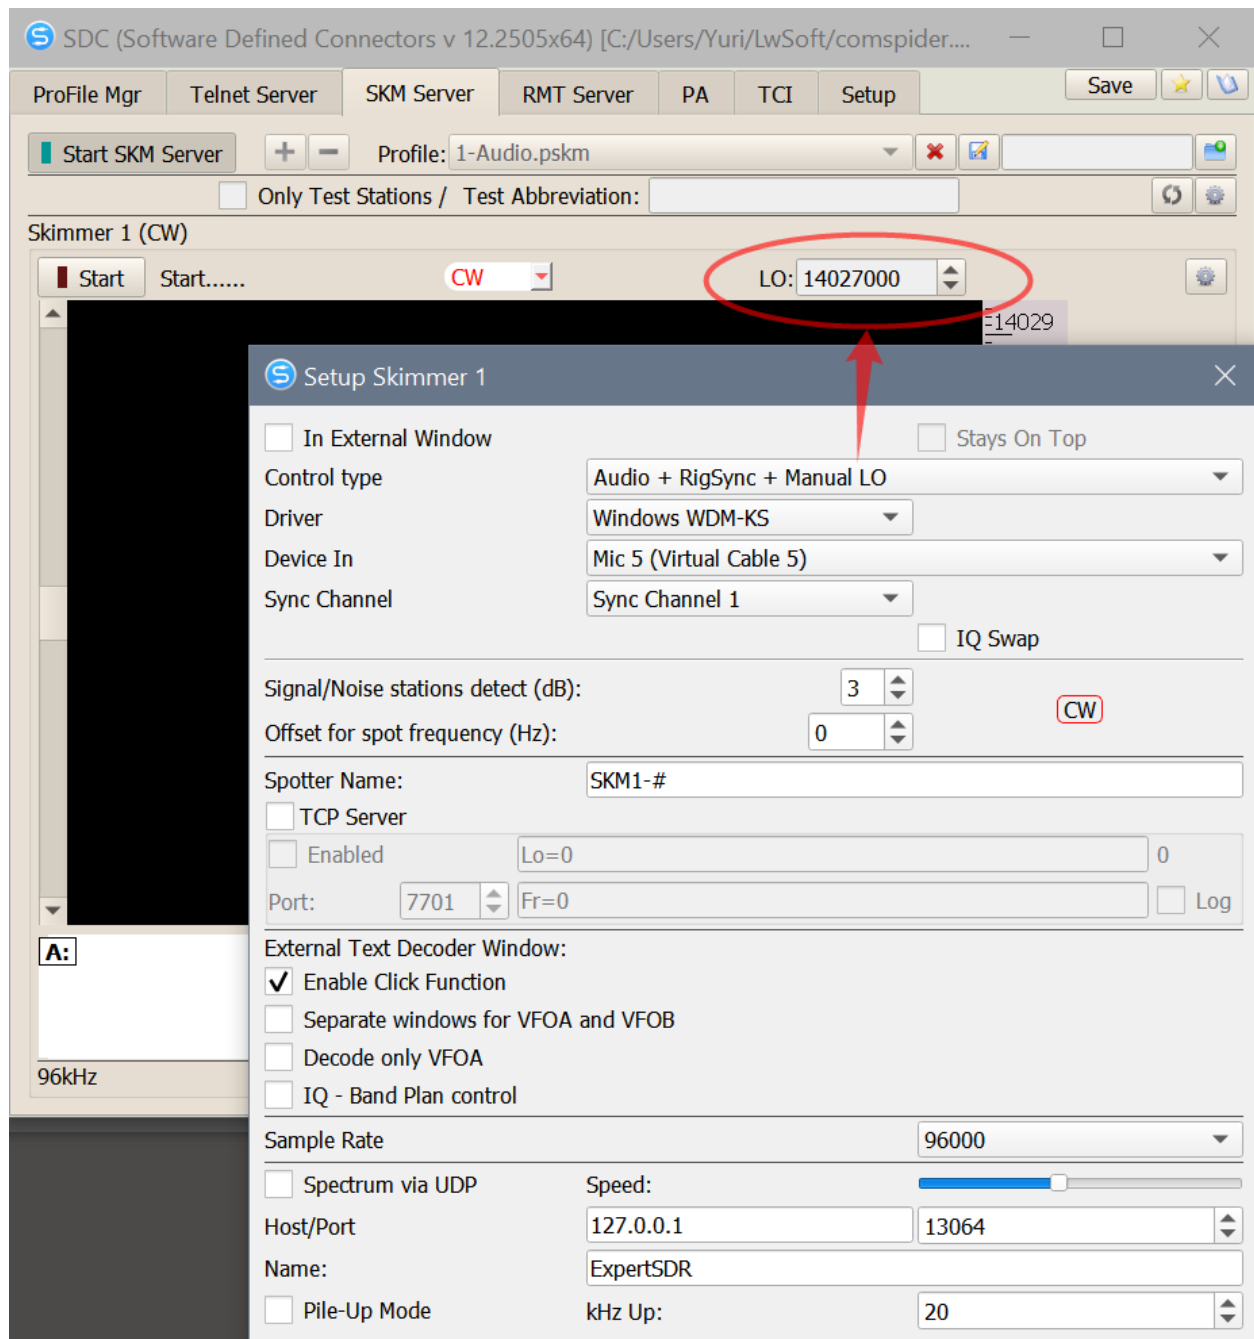 SDC (Software Defined Connectors v 12.2505x64) [C:/Users/Yuri/LwSoft/comspider....
ProFile Mgr Telnet Server SKM Server RMT Server PA TCI Setup Save
Start SKM Server Profile: 1-Audio.pskm
Only Test Stations / Test Abbreviation:
Skimmer 1 (CW)
Start Start...... CW LO: 14027000
14029
Setup Skimmer 1
In External Window Stays On Top
Control type Audio + RigSync + Manual LO
Driver Windows WDM-KS
Device In Mic 5 (Virtual Cable 5)
Sync Channel Sync Channel 1
IQ Swap
Signal/Noise stations detect (dB): 3
CW
Offset for spot frequency (Hz): 0
Spotter Name: SKM1-#
TCP Server
Enabled Lo=0 0
Port: 7701 Fr=0 Log
A:
External Text Decoder Window:
Enable Click Function
Separate windows for VFOA and VFOB
Decode only VFOA
96kHz
IQ - Band Plan control
Sample Rate 96000
Spectrum via UDP Speed:
Host/Port 127.0.0.1 13064
Name: ExpertSDR
Pile-Up Mode kHz Up: 20